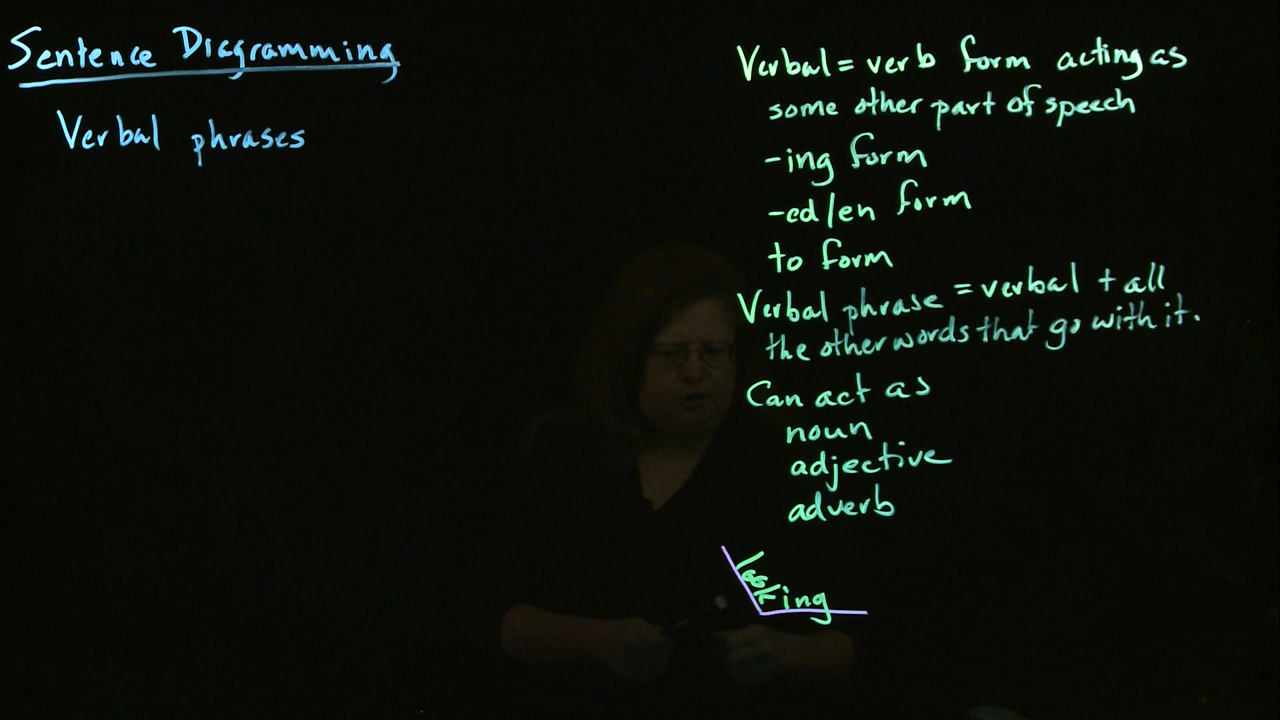 Sentence Diagramming
Verbal phrases
Verbal = verb form acting as
some other part of speech
-ing form
-ed/en form
to form
Verbal phrase = verbal + all
the other words that go with it.
Can act as
noun
adjective
adverb
looking